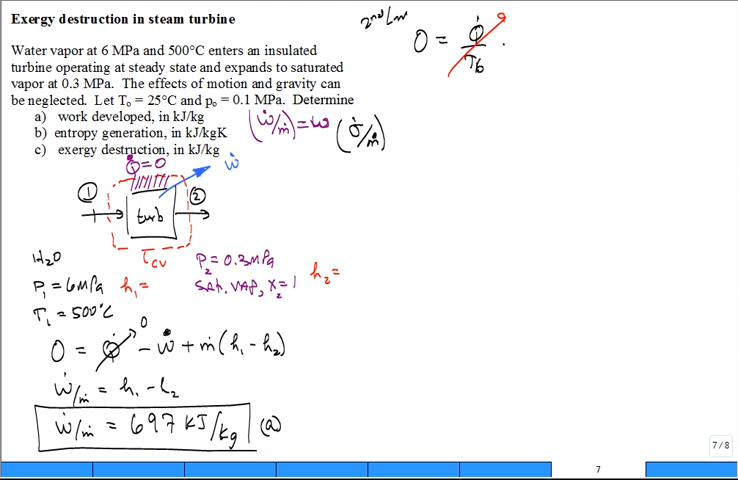 Exergy destruction in steam turbine
Water vapor at 6 MPa and 500°C enters an insulated
turbine operating at steady state and expands to saturated
vapor at 0.3 MPa. The effects of motion and gravity can
be neglected. Let Tₒ = 25°C and pₒ = 0.1 MPa. Determine
a) work developed, in kJ/kg
b) entropy generation, in kJ/kgK
c) exergy destruction, in kJ/kg
(Ẇ/ṁ) = w
(σ̇/ṁ)
Q̇ = 0
Ẇ
① turb ②
CV
H₂O
P₁ = 6 MPa h₁ =
T₁ = 500°C
P₂ = 0.3 MPa
SAT. VAP, X₂ = 1
h₂ =
0 = Q̇ ↗ 0 - Ẇ + ṁ(h₁ - h₂)
Ẇ/ṁ = h₁ - h₂
Ẇ/ṁ = 697 KJ/kg (a)
2nd Law
0 = Q̇/T_b
7/8
7